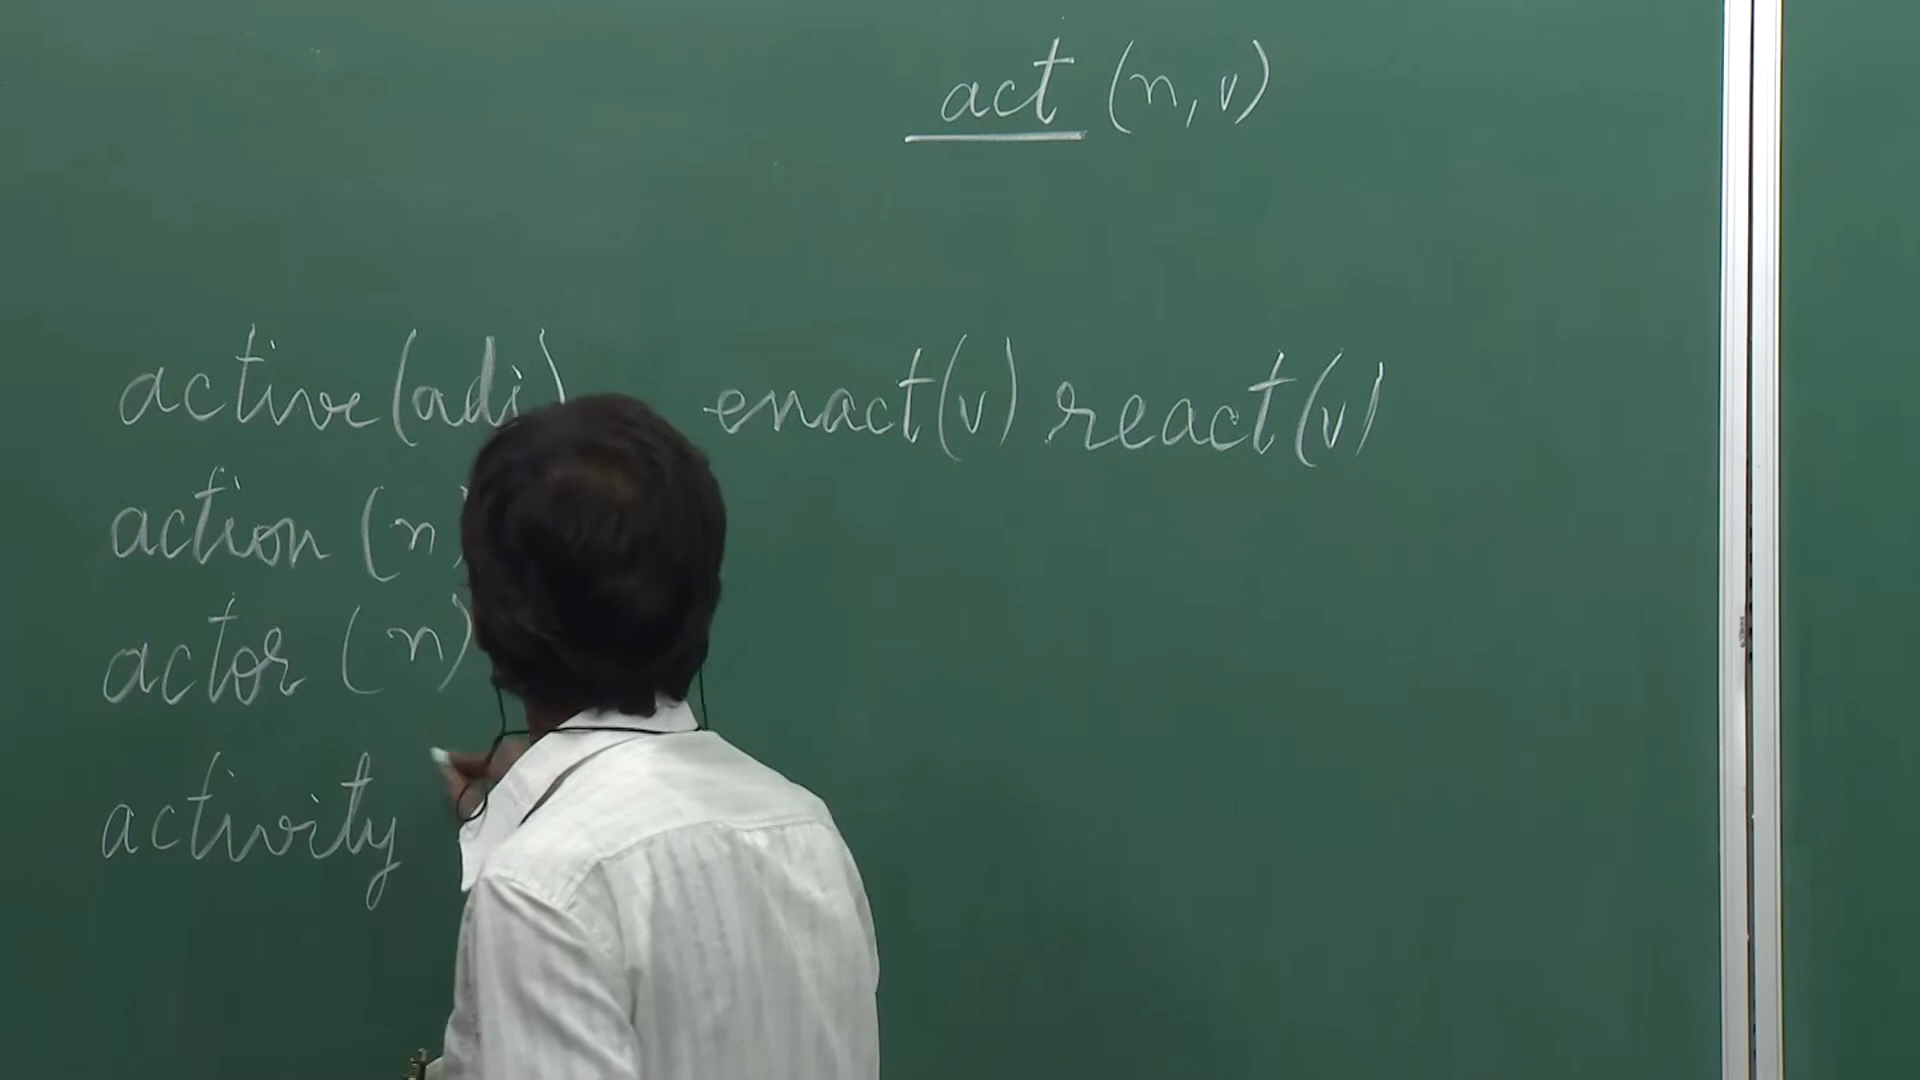 act (n, v)
active (adj) enact (v) react (v)
action (n)
actor (n)
activity